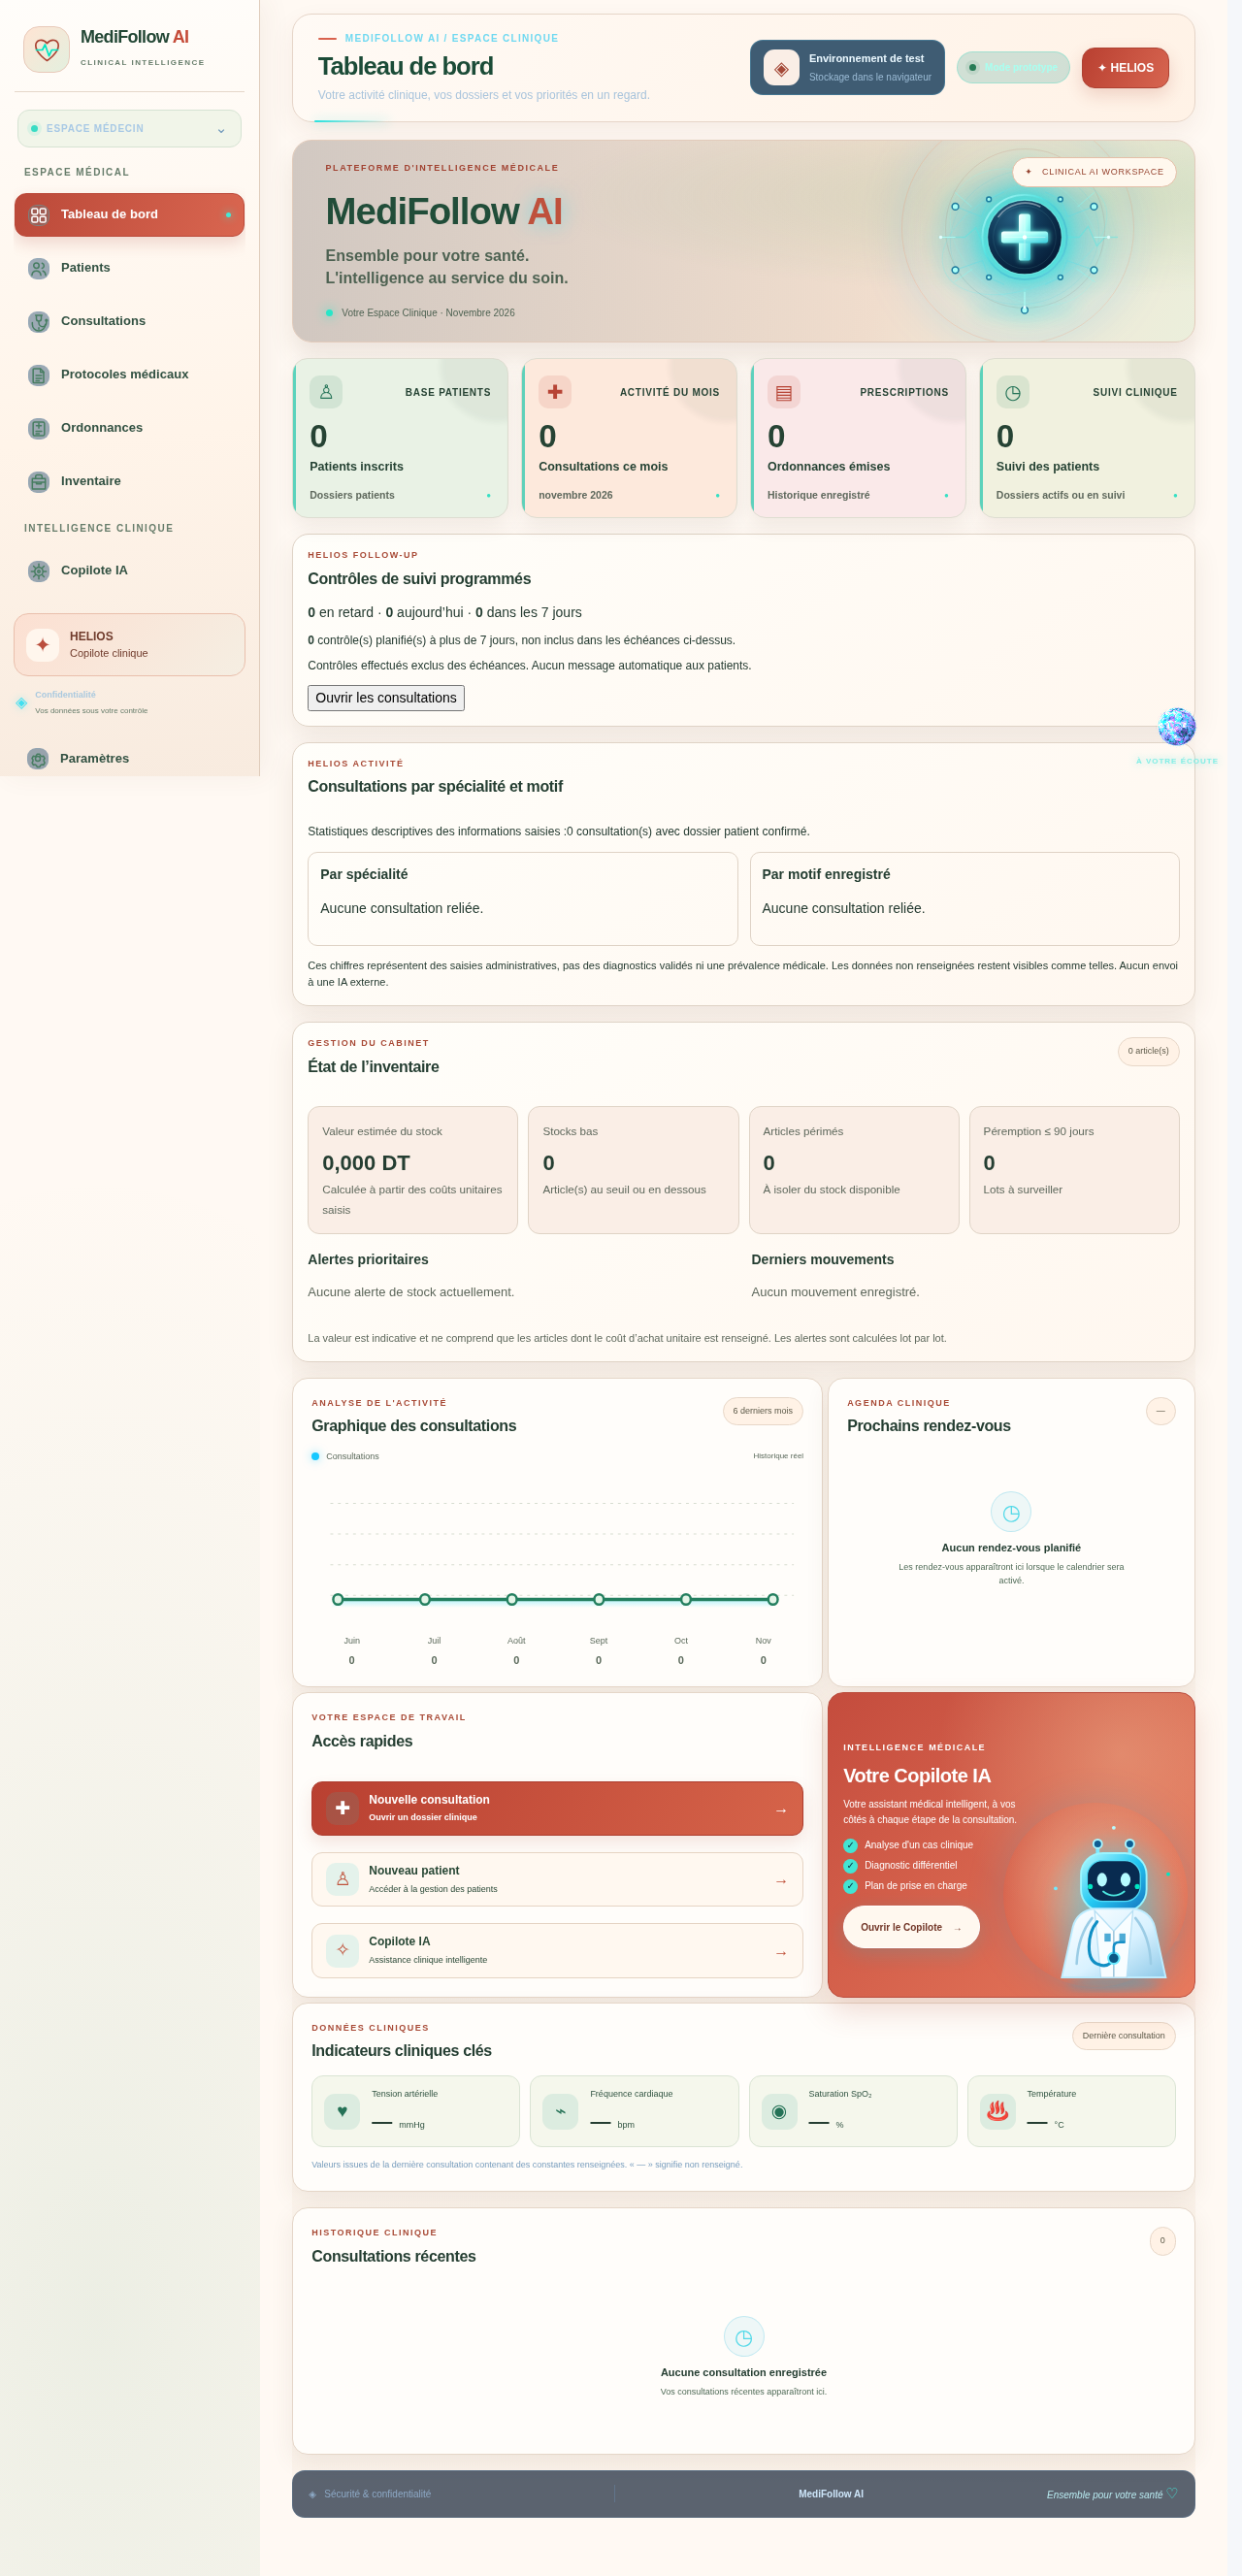 MediFollow AI
CLINICAL INTELLIGENCE
ESPACE MÉDECIN
ESPACE MÉDICAL
Tableau de bord
Patients
Consultations
Protocoles médicaux
Ordonnances
Inventaire
INTELLIGENCE CLINIQUE
Copilote IA
HELIOS
Copilote clinique
Confidentialité
Vos données sous votre contrôle
Paramètres
MEDIFOLLOW AI / ESPACE CLINIQUE
Tableau de bord
Votre activité clinique, vos dossiers et vos priorités en un regard.
Environnement de test
Stockage dans le navigateur
Mode prototype
✦ HELIOS
PLATEFORME D'INTELLIGENCE MÉDICALE
MediFollow AI
Ensemble pour votre santé.
L'intelligence au service du soin.
Votre Espace Clinique · Novembre 2026
✦ CLINICAL AI WORKSPACE
BASE PATIENTS
0
Patients inscrits
Dossiers patients
ACTIVITÉ DU MOIS
0
Consultations ce mois
novembre 2026
PRESCRIPTIONS
0
Ordonnances émises
Historique enregistré
SUIVI CLINIQUE
0
Suivi des patients
Dossiers actifs ou en suivi
HELIOS FOLLOW-UP
Contrôles de suivi programmés
0 en retard · 0 aujourd’hui · 0 dans les 7 jours
0 contrôle(s) planifié(s) à plus de 7 jours, non inclus dans les échéances ci-dessus.
Contrôles effectués exclus des échéances. Aucun message automatique aux patients.
Ouvrir les consultations
À VOTRE ÉCOUTE
HELIOS ACTIVITÉ
Consultations par spécialité et motif
Statistiques descriptives des informations saisies :0 consultation(s) avec dossier patient confirmé.
Par spécialité
Aucune consultation reliée.
Par motif enregistré
Aucune consultation reliée.
Ces chiffres représentent des saisies administratives, pas des diagnostics validés ni une prévalence médicale. Les données non renseignées restent visibles comme telles. Aucun envoi
à une IA externe.
GESTION DU CABINET
État de l’inventaire
0 article(s)
Valeur estimée du stock
0,000 DT
Calculée à partir des coûts unitaires
saisis
Stocks bas
0
Article(s) au seuil ou en dessous
Articles périmés
0
À isoler du stock disponible
Péremption ≤ 90 jours
0
Lots à surveiller
Alertes prioritaires
Aucune alerte de stock actuellement.
Derniers mouvements
Aucun mouvement enregistré.
La valeur est indicative et ne comprend que les articles dont le coût d’achat unitaire est renseigné. Les alertes sont calculées lot par lot.
ANALYSE DE L'ACTIVITÉ
Graphique des consultations
6 derniers mois
Consultations
Historique réel
Juin Juil Août Sept Oct Nov
0 0 0 0 0 0
AGENDA CLINIQUE
Prochains rendez-vous
—
Aucun rendez-vous planifié
Les rendez-vous apparaîtront ici lorsque le calendrier sera
activé.
VOTRE ESPACE DE TRAVAIL
Accès rapides
Nouvelle consultation
Ouvrir un dossier clinique
→
Nouveau patient
Accéder à la gestion des patients
→
Copilote IA
Assistance clinique intelligente
→
INTELLIGENCE MÉDICALE
Votre Copilote IA
Votre assistant médical intelligent, à vos
côtés à chaque étape de la consultation.
✓ Analyse d'un cas clinique
✓ Diagnostic différentiel
✓ Plan de prise en charge
Ouvrir le Copilote →
DONNÉES CLINIQUES
Indicateurs cliniques clés
Dernière consultation
Tension artérielle
— mmHg
Fréquence cardiaque
— bpm
Saturation SpO₂
— %
Température
— °C
Valeurs issues de la dernière consultation contenant des constantes renseignées. « — » signifie non renseigné.
HISTORIQUE CLINIQUE
Consultations récentes
0
Aucune consultation enregistrée
Vos consultations récentes apparaîtront ici.
Sécurité & confidentialité
MediFollow AI
Ensemble pour votre santé ♡